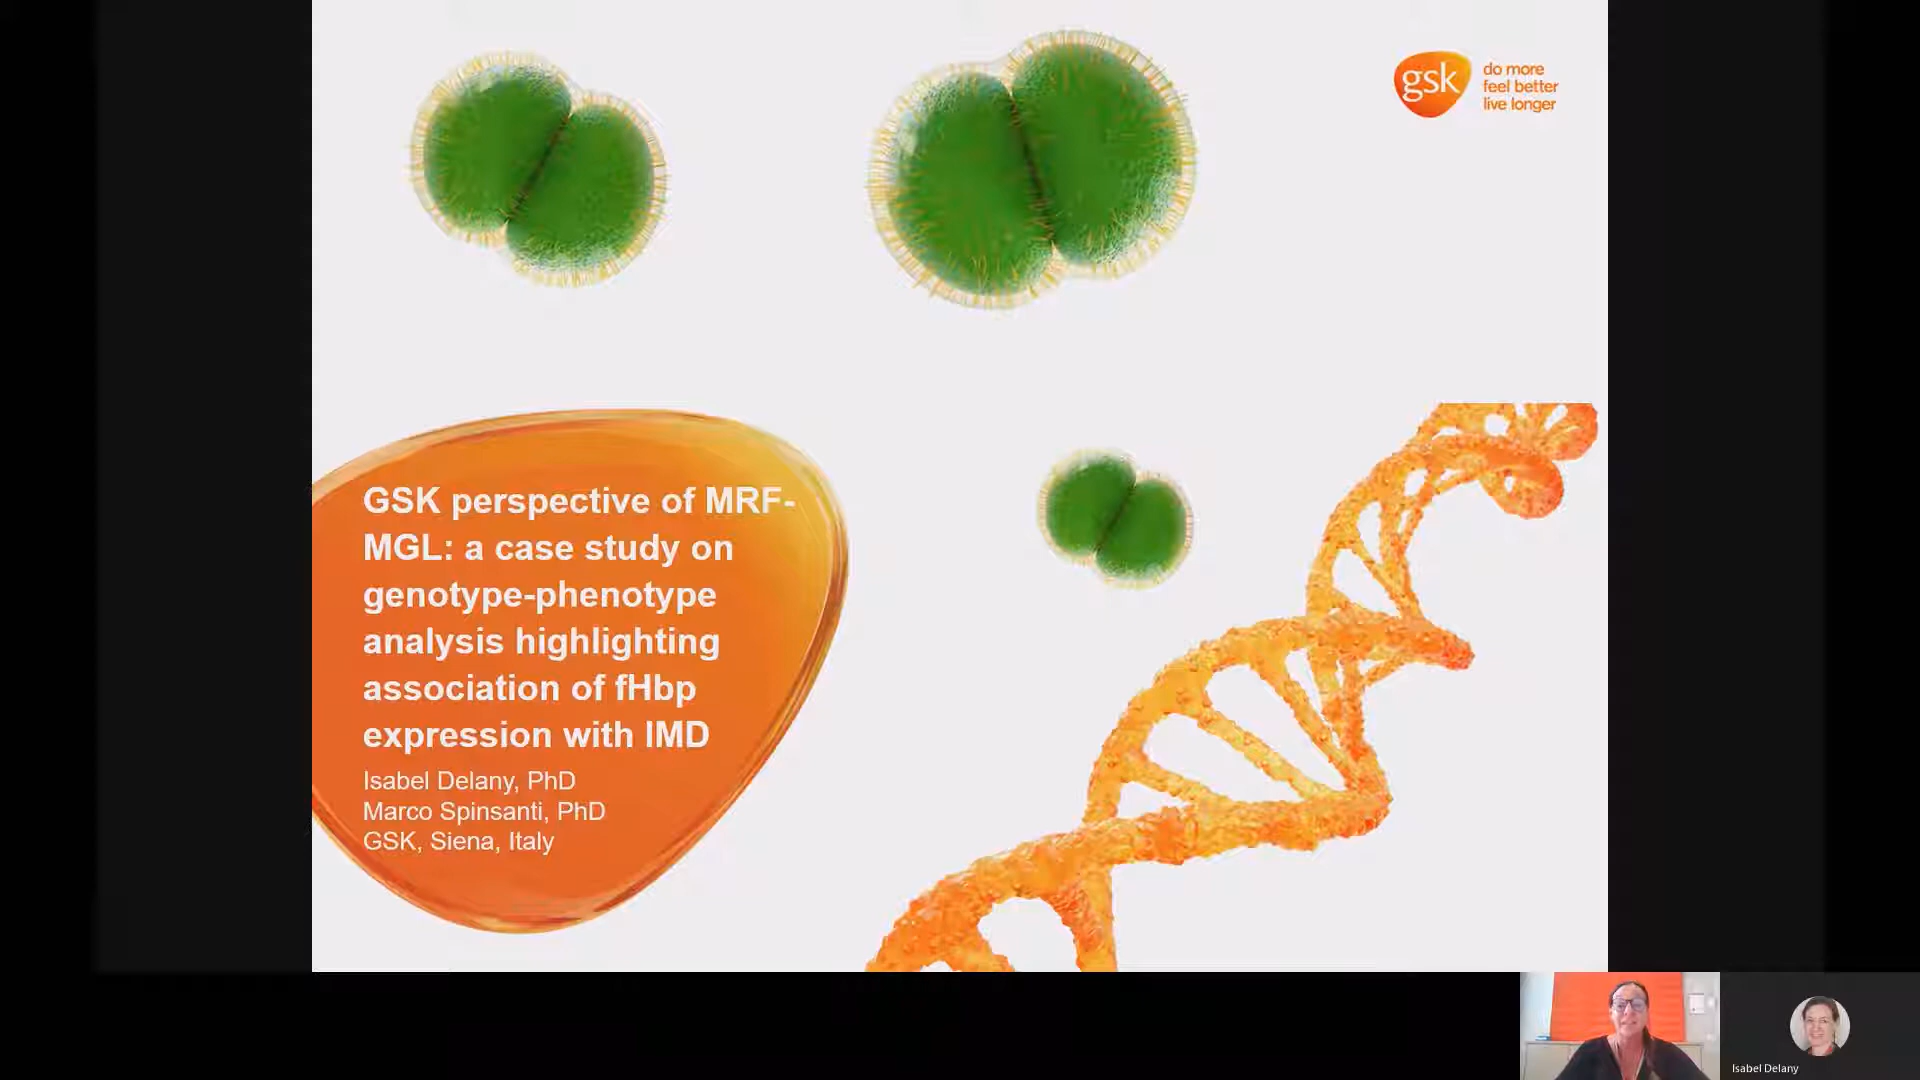 gsk
do more
feel better
live longer
GSK perspective of MRF-
MGL: a case study on
genotype-phenotype
analysis highlighting
association of fHbp
expression with IMD
Isabel Delany, PhD
Marco Spinsanti, PhD
GSK, Siena, Italy
Isabel Delany